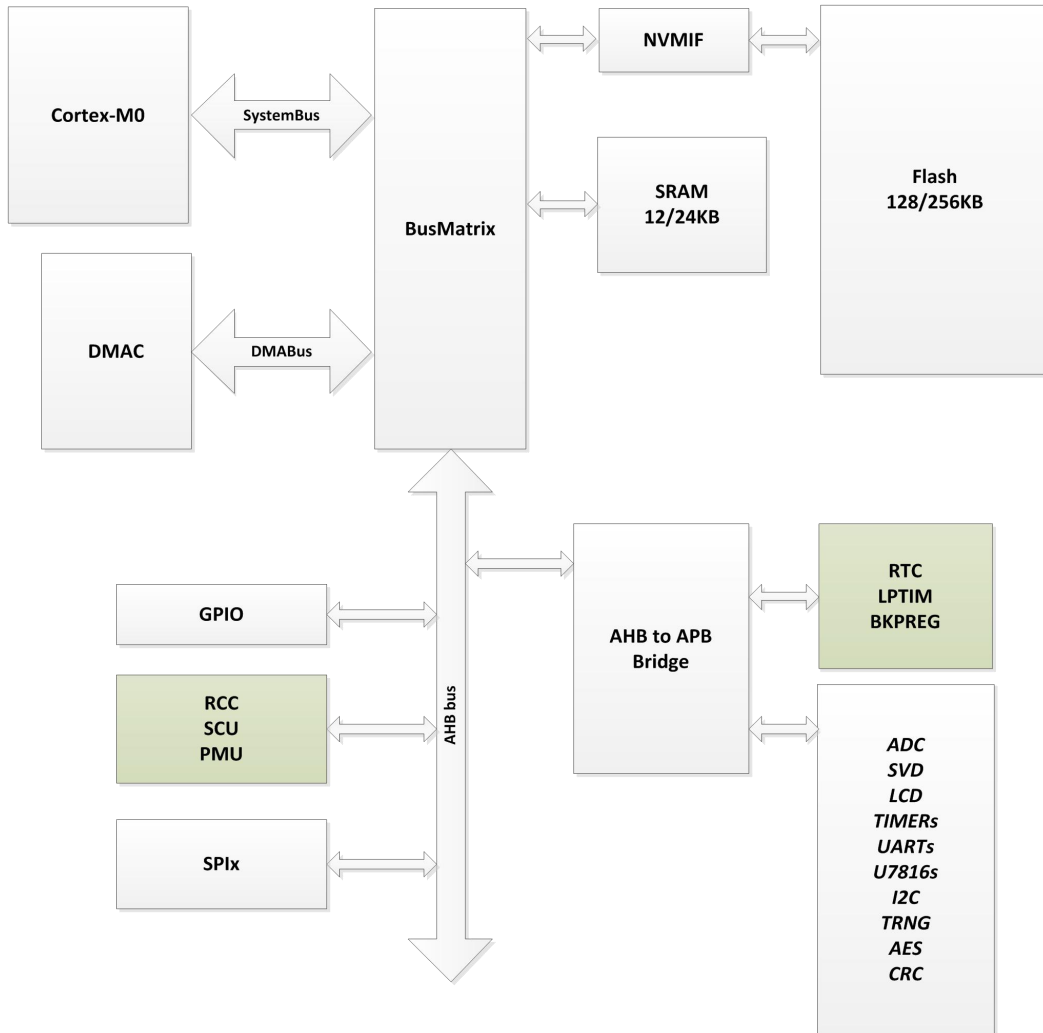 NVMIF
Cortex-M0
SystemBus
Flash
128/256KB
SRAM
12/24KB
BusMatrix
DMAC
DMABus
RTC
LPTIM
BKPREG
GPIO
AHB to APB
Bridge
AHB bus
RCC
SCU
PMU
ADC
SVD
LCD
TIMERs
UARTs
U7816s
I2C
TRNG
AES
CRC
SPIx